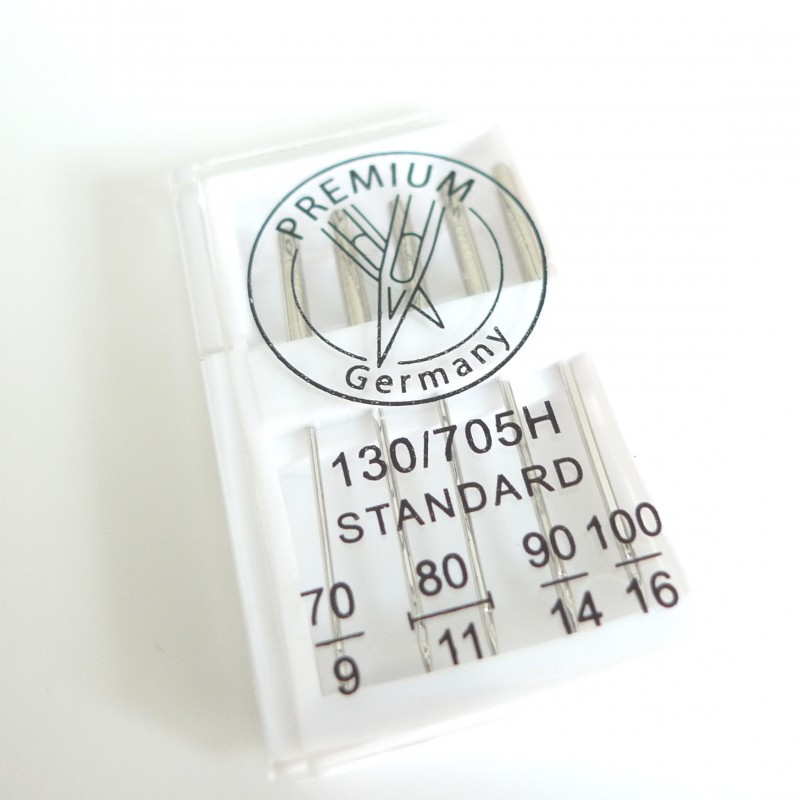 PREMIUM
Germany
130/705H
STANDARD
70 80 90 100
9 11 14 16